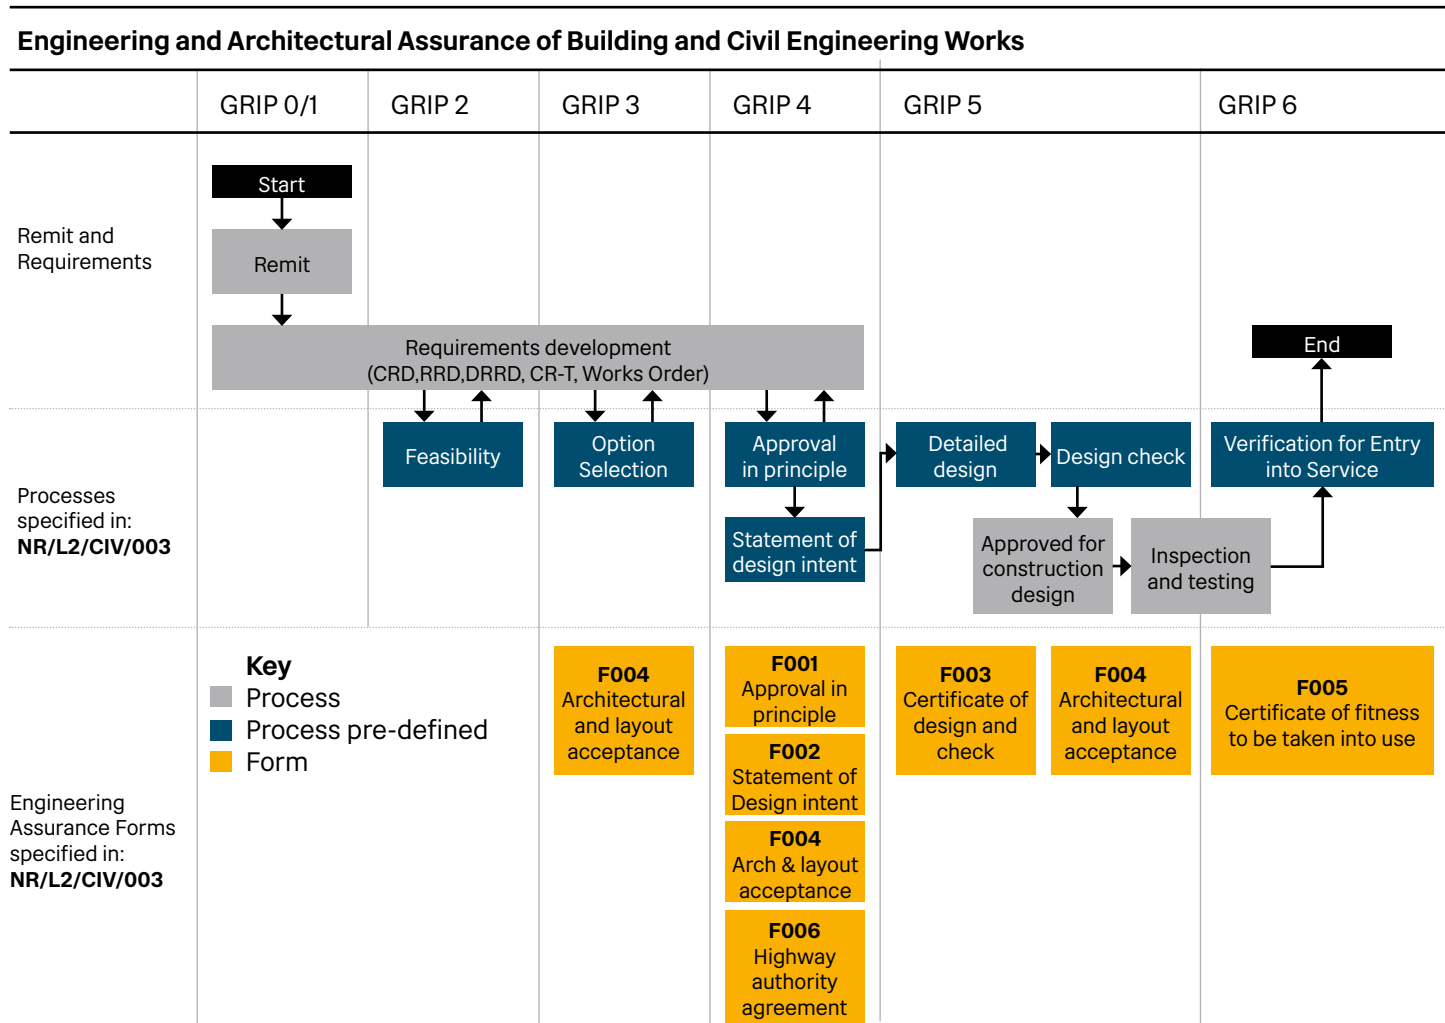 Engineering and Architectural Assurance of Building and Civil Engineering Works
GRIP 0/1
GRIP 2
GRIP 3
GRIP 4
GRIP 5
GRIP 6
Remit and
Requirements
Start
Remit
Requirements development
(CRD,RRD,DRRD, CR-T, Works Order)
End
Processes
specified in:
NR/L2/CIV/003
Feasibility
Option
Selection
Approval
in principle
Statement of
design intent
Detailed
design
Design check
Approved for
construction
design
Inspection
and testing
Verification for Entry
into Service
Key
Process
Process pre-defined
Form
Engineering
Assurance Forms
specified in:
NR/L2/CIV/003
F004
Architectural
and layout
acceptance
F001
Approval in
principle
F002
Statement of
Design intent
F004
Arch & layout
acceptance
F006
Highway
authority
agreement
F003
Certificate of
design and
check
F004
Architectural
and layout
acceptance
F005
Certificate of fitness
to be taken into use